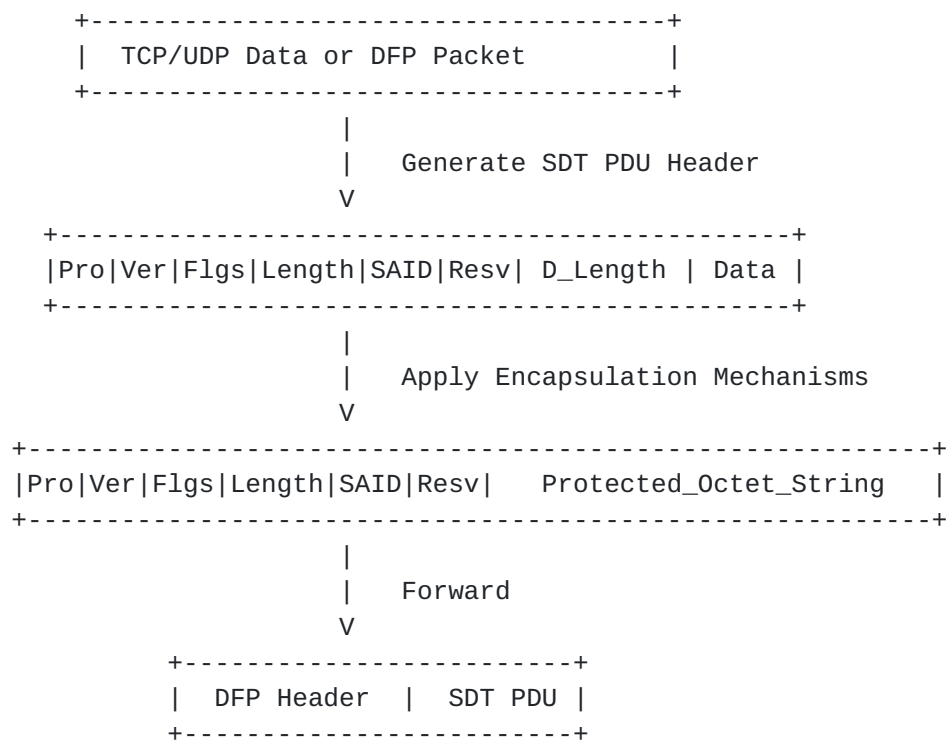 +-------------------------------------+
|  TCP/UDP Data or DFP Packet         |
+-------------------------------------+
|
|   Generate SDT PDU Header
V
+-----------------------------------------------+
|Pro|Ver|Flgs|Length|SAID|Resv| D_Length | Data |
+-----------------------------------------------+
|
|   Apply Encapsulation Mechanisms
V
+----------------------------------------------------------+
|Pro|Ver|Flgs|Length|SAID|Resv|   Protected_Octet_String   |
+----------------------------------------------------------+
|
|   Forward
V
+-------------------------+
|  DFP Header  |  SDT PDU |
+-------------------------+